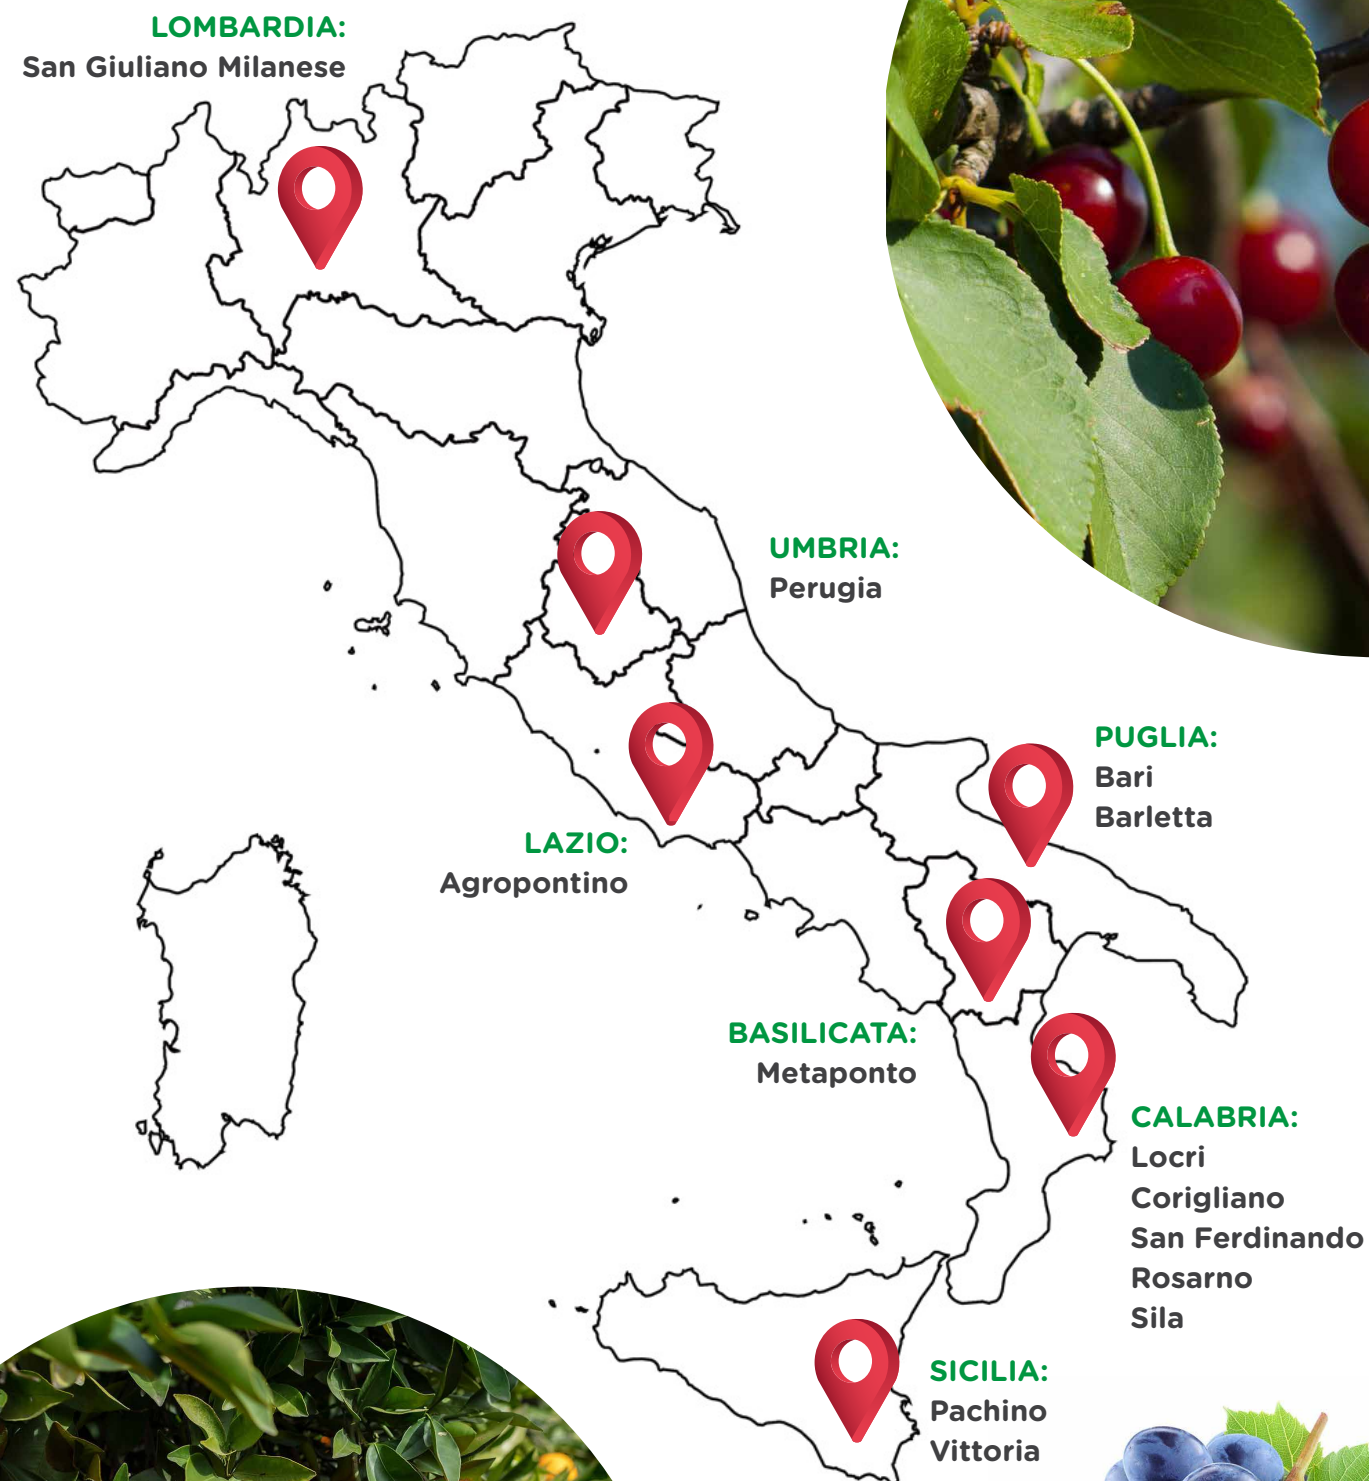 LOMBARDIA:
San Giuliano Milanese
UMBRIA:
Perugia
PUGLIA:
Bari
Barletta
LAZIO:
Agropontino
BASILICATA:
Metaponto
CALABRIA:
Locri
Corigliano
San Ferdinando
Rosarno
Sila
SICILIA:
Pachino
Vittoria